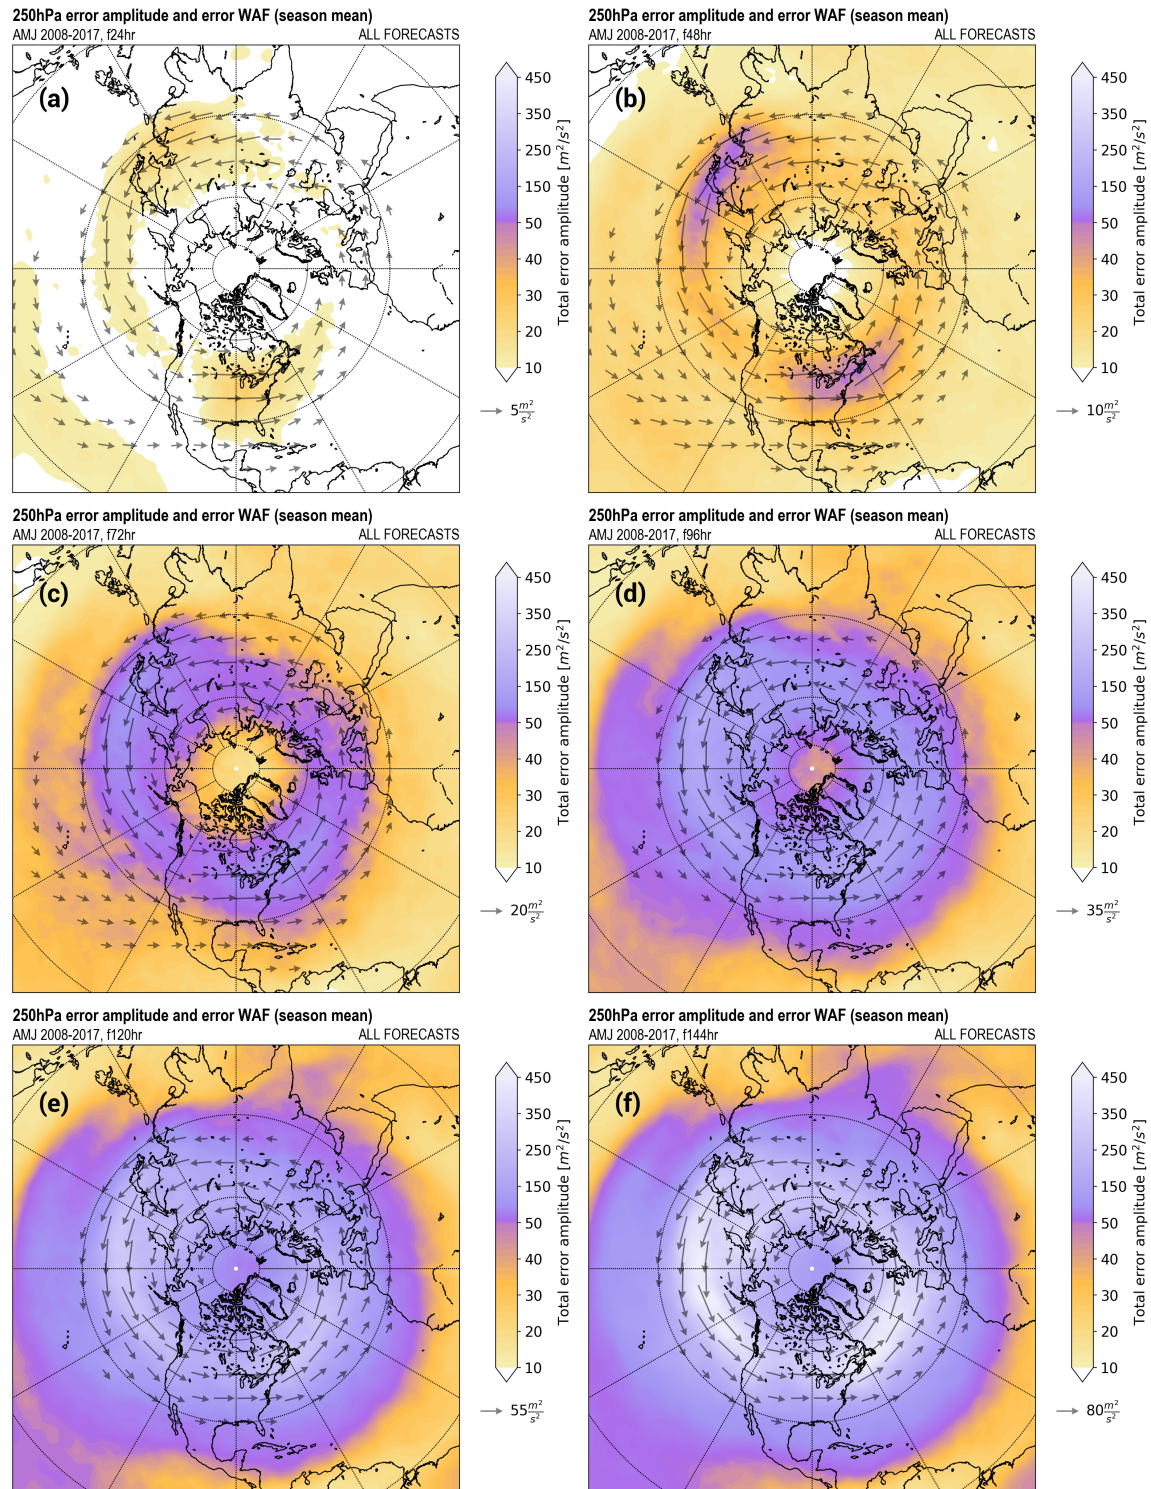 250hPa error amplitude and error WAF (season mean)
AMJ 2008-2017, f24hr ALL FORECASTS
(a)
450
350
250
150
50
40
30
20
10
Total error amplitude [m²/s²]
5 m²/s²
250hPa error amplitude and error WAF (season mean)
AMJ 2008-2017, f48hr ALL FORECASTS
(b)
450
350
250
150
50
40
30
20
10
Total error amplitude [m²/s²]
10 m²/s²
250hPa error amplitude and error WAF (season mean)
AMJ 2008-2017, f72hr ALL FORECASTS
(c)
450
350
250
150
50
40
30
20
10
Total error amplitude [m²/s²]
20 m²/s²
250hPa error amplitude and error WAF (season mean)
AMJ 2008-2017, f96hr ALL FORECASTS
(d)
450
350
250
150
50
40
30
20
10
Total error amplitude [m²/s²]
35 m²/s²
250hPa error amplitude and error WAF (season mean)
AMJ 2008-2017, f120hr ALL FORECASTS
(e)
450
350
250
150
50
40
30
20
10
Total error amplitude [m²/s²]
55 m²/s²
250hPa error amplitude and error WAF (season mean)
AMJ 2008-2017, f144hr ALL FORECASTS
(f)
450
350
250
150
50
40
30
20
10
Total error amplitude [m²/s²]
80 m²/s²